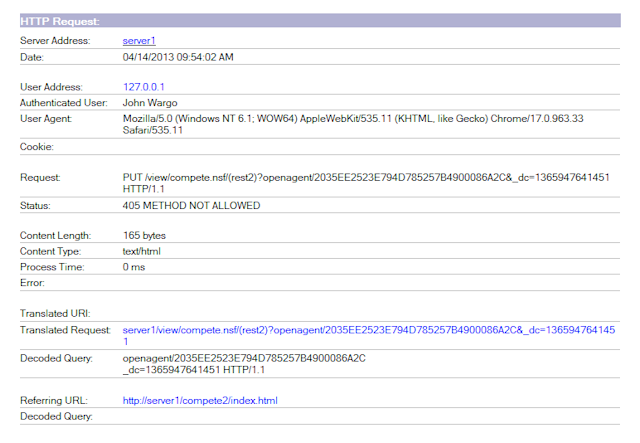 HTTP Request:
Server Address: server1
Date: 04/14/2013 09:54:02 AM
User Address: 127.0.0.1
Authenticated User: John Wargo
User Agent: Mozilla/5.0 (Windows NT 6.1; WOW64) AppleWebKit/535.11 (KHTML, like Gecko) Chrome/17.0.963.33
Safari/535.11
Cookie:
Request: PUT /view/compete.nsf/(rest2)?openagent/2035EE2523E794D785257B4900086A2C&_dc=1365947641451
HTTP/1.1
Status: 405 METHOD NOT ALLOWED
Content Length: 165 bytes
Content Type: text/html
Process Time: 0 ms
Error:
Translated URI:
Translated Request: server1/view/compete.nsf/(rest2)?openagent/2035EE2523E794D785257B4900086A2C&_dc=136594764145
1
Decoded Query: openagent/2035EE2523E794D785257B4900086A2C
_dc=1365947641451 HTTP/1.1
Referring URL: http://server1/compete2/index.html
Decoded Query: